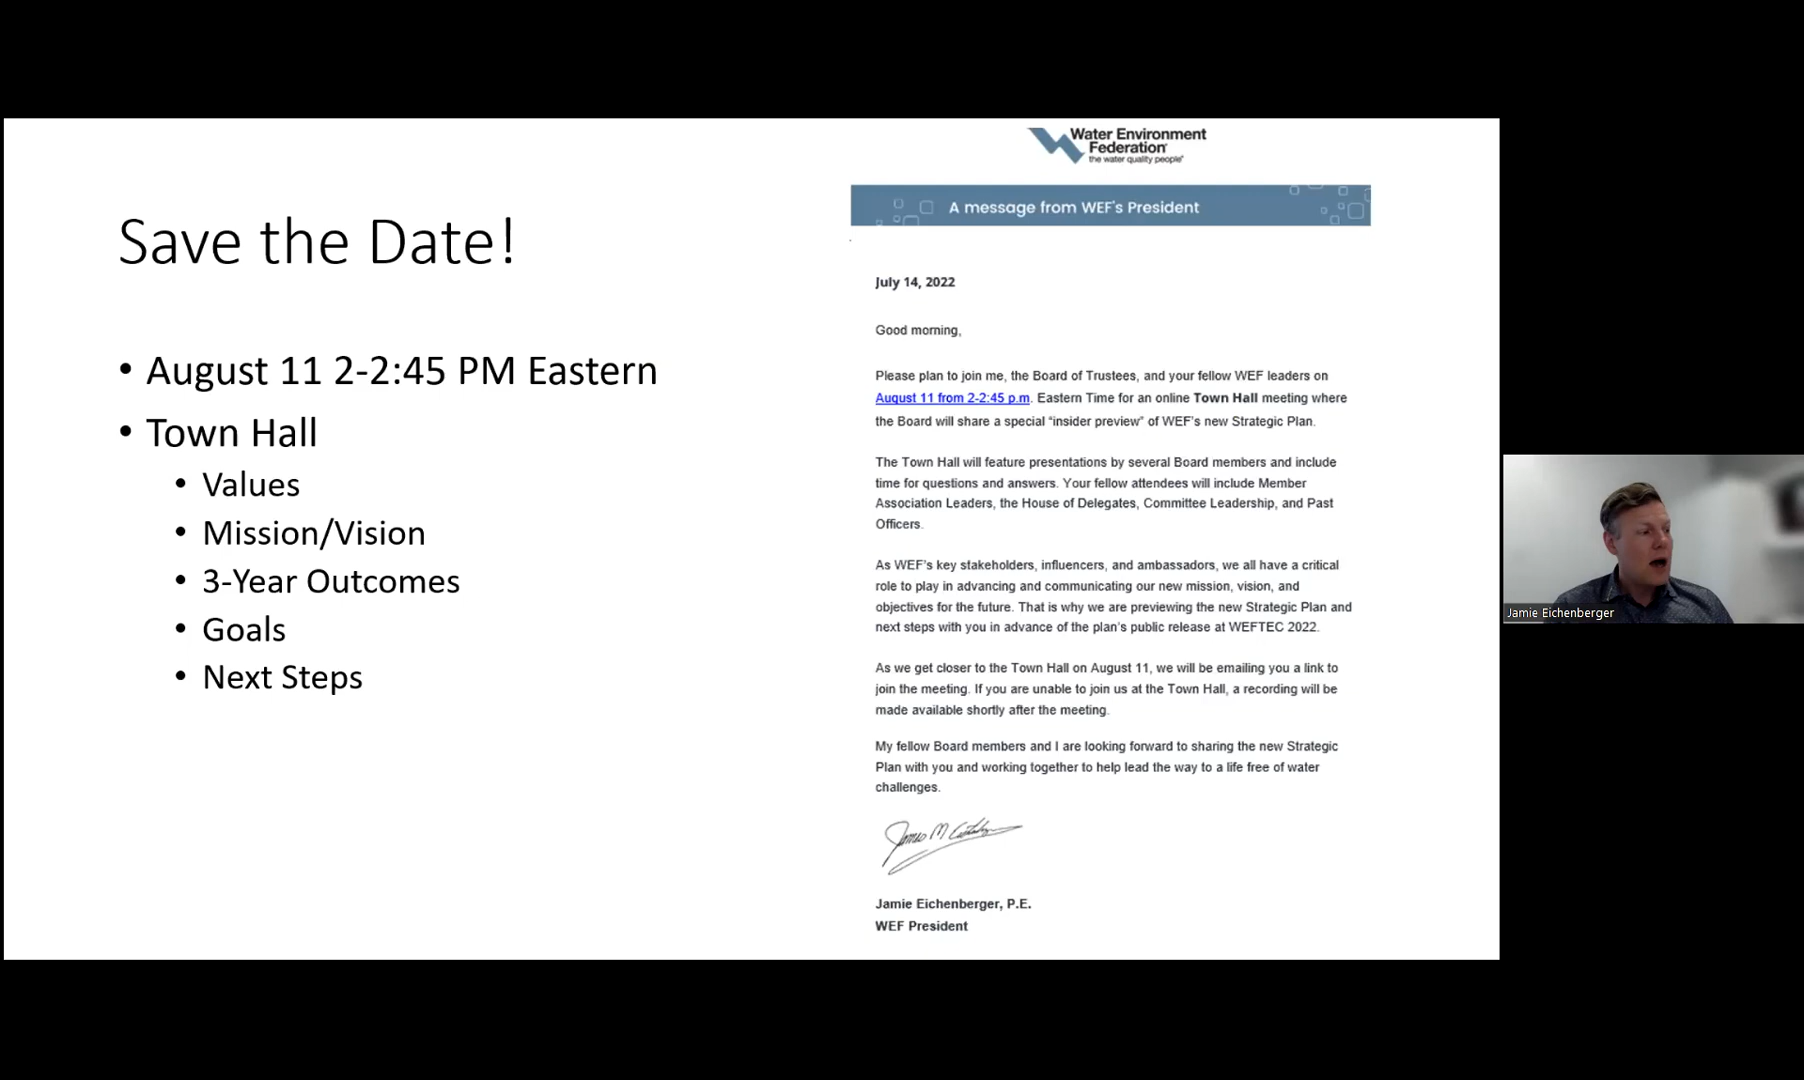 Save the Date!
• August 11 2-2:45 PM Eastern
• Town Hall
• Values
• Mission/Vision
• 3-Year Outcomes
• Goals
• Next Steps
Water Environment
Federation
the water quality people®
A message from WEF's President
July 14, 2022
Good morning,
Please plan to join me, the Board of Trustees, and your fellow WEF leaders on
August 11 from 2-2:45 p.m. Eastern Time for an online Town Hall meeting where
the Board will share a special “insider preview” of WEF’s new Strategic Plan.
The Town Hall will feature presentations by several Board members and include
time for questions and answers. Your fellow attendees will include Member
Association Leaders, the House of Delegates, Committee Leadership, and Past
Officers.
As WEF’s key stakeholders, influencers, and ambassadors, we all have a critical
role to play in advancing and communicating our new mission, vision, and
objectives for the future. That is why we are previewing the new Strategic Plan and
next steps with you in advance of the plan’s public release at WEFTEC 2022.
As we get closer to the Town Hall on August 11, we will be emailing you a link to
join the meeting. If you are unable to join us at the Town Hall, a recording will be
made available shortly after the meeting.
My fellow Board members and I are looking forward to sharing the new Strategic
Plan with you and working together to help lead the way to a life free of water
challenges.
James M
Jamie Eichenberger, P.E.
WEF President
Jamie Eichenberger